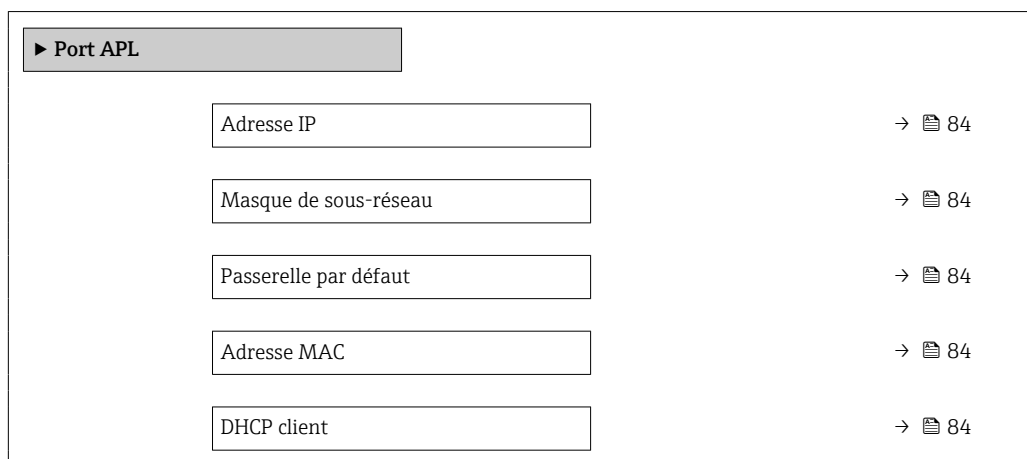 ▶ Port APL
Adresse IP → 84
Masque de sous-réseau → 84
Passerelle par défaut → 84
Adresse MAC → 84
DHCP client → 84